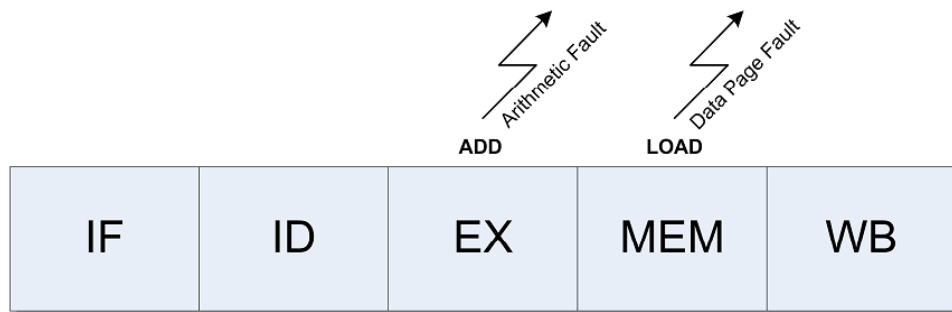 Arithmetic Fault
Data Page Fault
ADD
LOAD
IF
ID
EX
MEM
WB